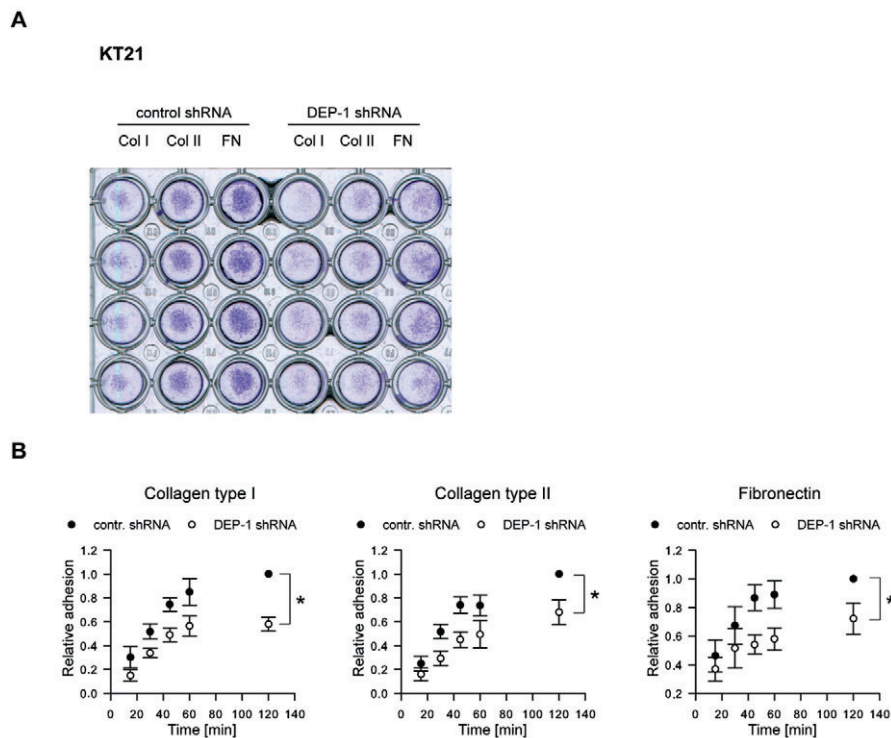 A
KT21
control shRNA DEP-1 shRNA
Col I Col II FN Col I Col II FN
B
Collagen type I Collagen type II Fibronectin
contr. shRNA DEP-1 shRNA contr. shRNA DEP-1 shRNA contr. shRNA DEP-1 shRNA
Relative adhesion
1.2
1.0
0.8
0.6
0.4
0.2
0.0
*
0 20 40 60 80 100 120 140
Time [min]
Relative adhesion
1.2
1.0
0.8
0.6
0.4
0.2
0.0
*
0 20 40 60 80 100 120 140
Time [min]
Relative adhesion
1.2
1.0
0.8
0.6
0.4
0.2
*
0 20 40 60 80 100 120 140
Time [min]